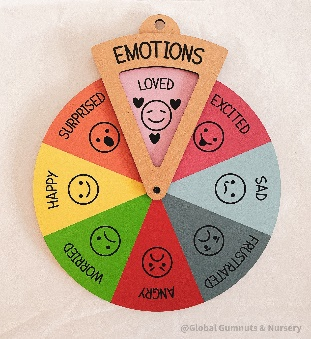 EMOTIONS
LOVED
EXCITED
SAD
FRUSTRATED
ANGRY
WORRIED
HAPPY
SURPRISED
@Global Gumnuts & Nursery